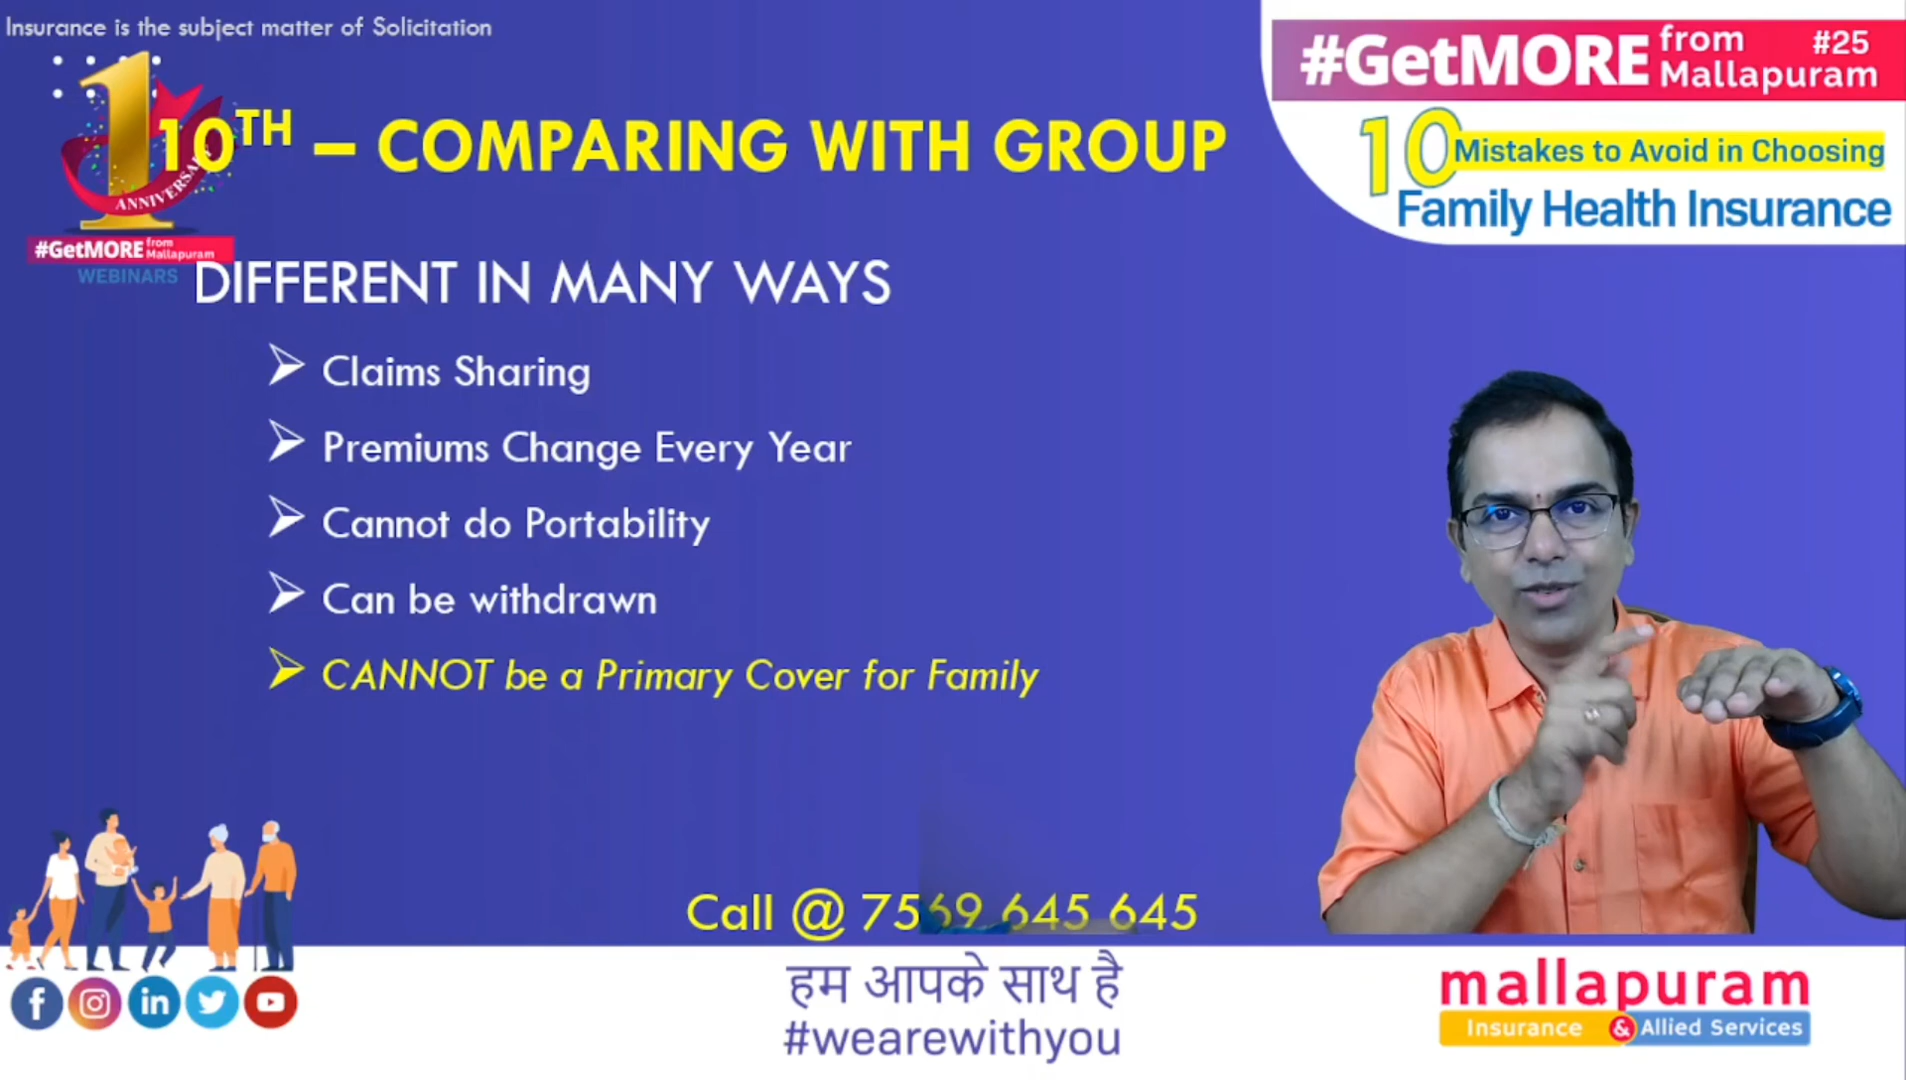 Insurance is the subject matter of Solicitation
#GetMORE from Mallapuram #25
10 Mistakes to Avoid in Choosing
Family Health Insurance
10TH – COMPARING WITH GROUP
ANNIVERSARY
#GetMORE from Mallapuram
WEBINARS
DIFFERENT IN MANY WAYS
Claims Sharing
Premiums Change Every Year
Cannot do Portability
Can be withdrawn
CANNOT be a Primary Cover for Family
Call @ 7569 645 645
हम आपके साथ है
#wearewithyou
mallapuram
Insurance & Allied Services